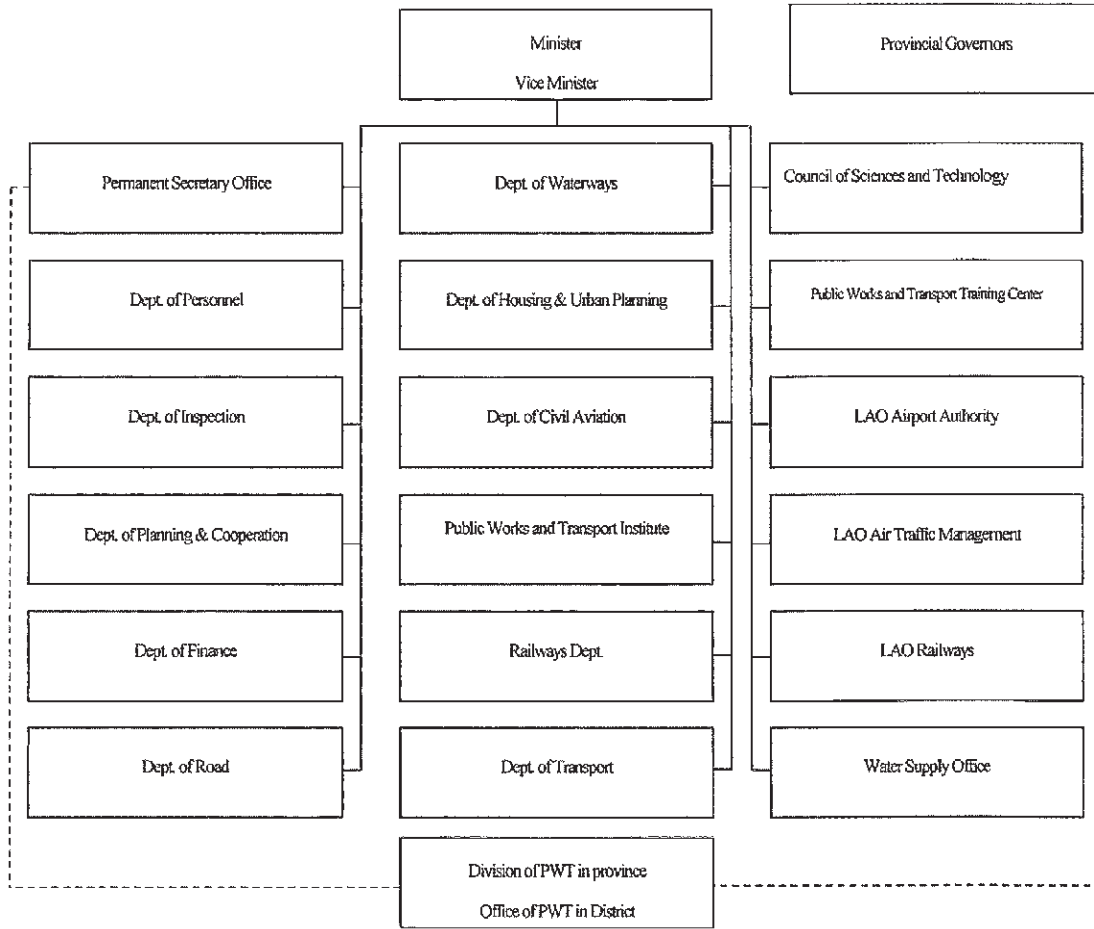 Minister
Vice Minister
Provincial Governors
Permanent Secretary Office
Dept. of Waterways
Council of Sciences and Technology
Dept. of Personnel
Dept. of Housing & Urban Planning
Public Works and Transport Training Center
Dept. of Inspection
Dept. of Civil Aviation
LAO Airport Authority
Dept. of Planning & Cooperation
Public Works and Transport Institute
LAO Air Traffic Management
Dept. of Finance
Railways Dept.
LAO Railways
Dept. of Road
Dept. of Transport
Water Supply Office
Division of PWT in province
Office of PWT in District